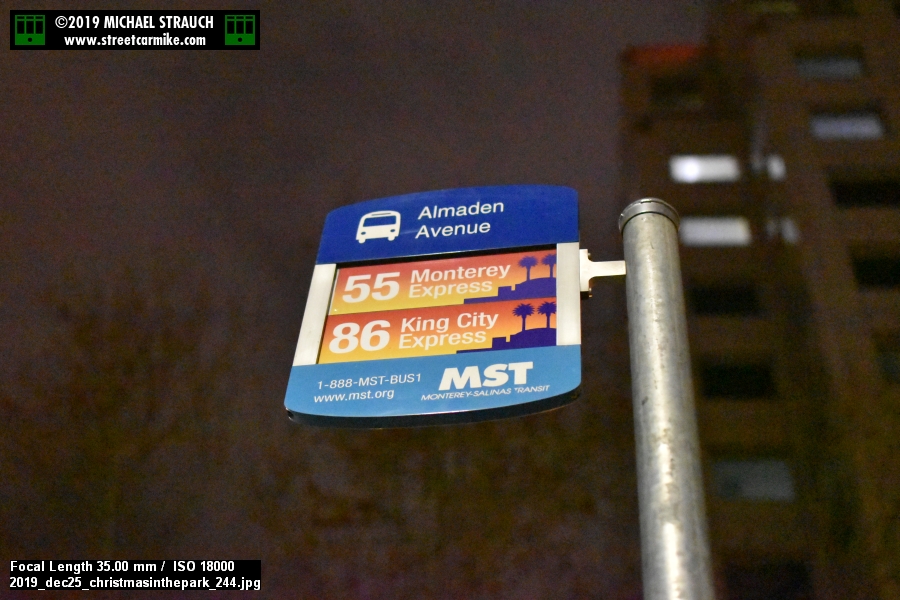 ©2019 MICHAEL STRAUCH
www.streetcarmike.com
Almaden
Avenue
55 Monterey
Express
86 King City
Express
1-888-MST-BUS1
www.mst.org
MST
MONTEREY-SALINAS TRANSIT
Focal Length 35.00 mm / ISO 18000
2019_dec25_christmasinthepark_244.jpg